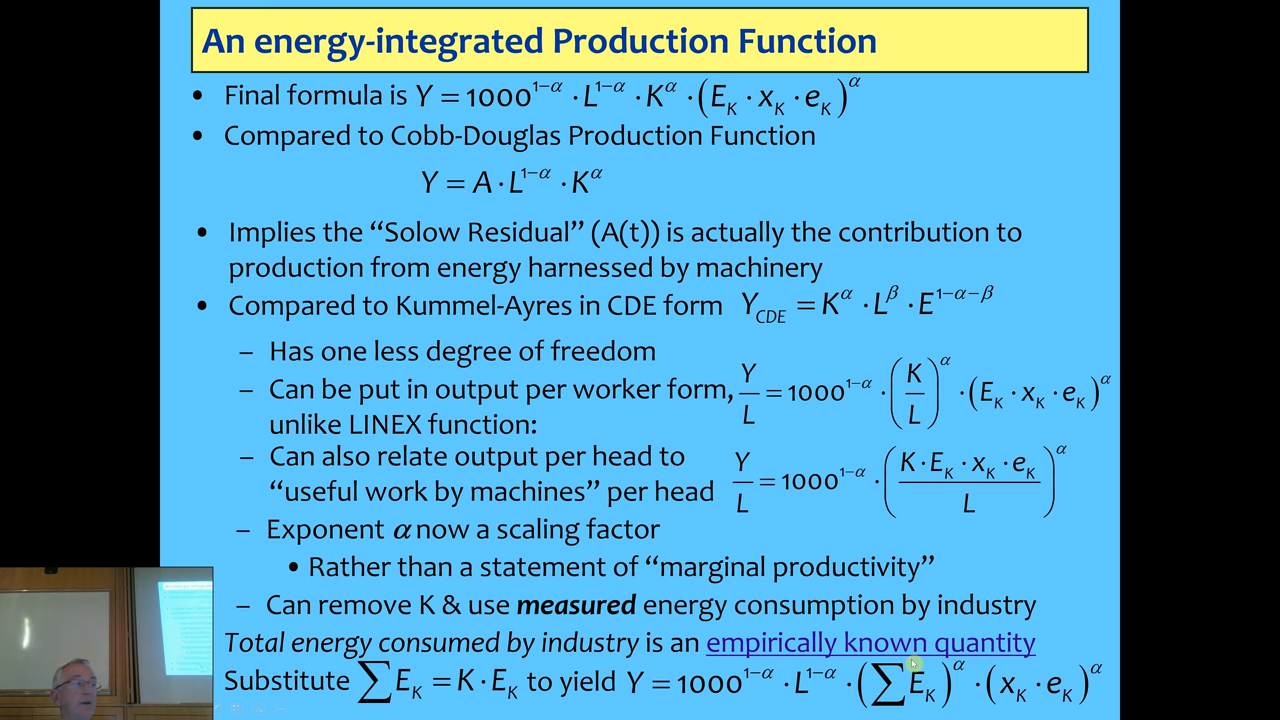 An energy-integrated Production Function
• Final formula is Y = 1000^{1−α} · L^{1−α} · K^α · (E_K · x_K · e_K)^α
• Compared to Cobb-Douglas Production Function
Y = A · L^{1−α} · K^α
• Implies the “Solow Residual” (A(t)) is actually the contribution to
production from energy harnessed by machinery
• Compared to Kummel-Ayres in CDE form Y_{CDE} = K^α · L^β · E^{1−α−β}
– Has one less degree of freedom
– Can be put in output per worker form,
unlike LINEX function:
Y/L = 1000^{1−α} · (K/L)^α · (E_K · x_K · e_K)^α
– Can also relate output per head to
“useful work by machines” per head
Y/L = 1000^{1−α} · (K · E_K · x_K · e_K / L)^α
– Exponent α now a scaling factor
• Rather than a statement of “marginal productivity”
– Can remove K & use measured energy consumption by industry
Total energy consumed by industry is an empirically known quantity
Substitute ∑E_K = K · E_K to yield Y = 1000^{1−α} · L^{1−α} · (∑E_K)^α · (x_K · e_K)^α